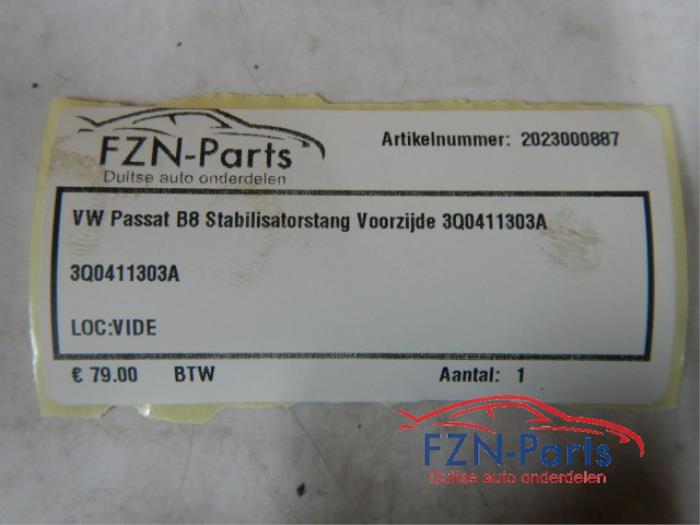 FZN-Parts
Duitse auto onderdelen
Artikelnummer: 2023000887
VW Passat B8 Stabilisatorstang Voorzijde 3Q0411303A
3Q0411303A
LOC:VIDE
€ 79.00 BTW Aantal: 1
FZN-Parts
Duitse auto onderdelen